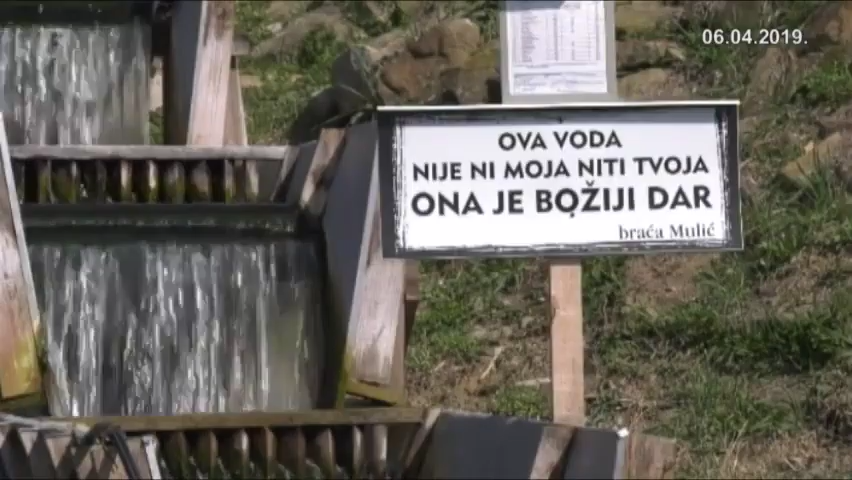 06.04.2019.
OVA VODA
NIJE NI MOJA NITI TVOJA
ONA JE BOŽIJI DAR
braća Mulić